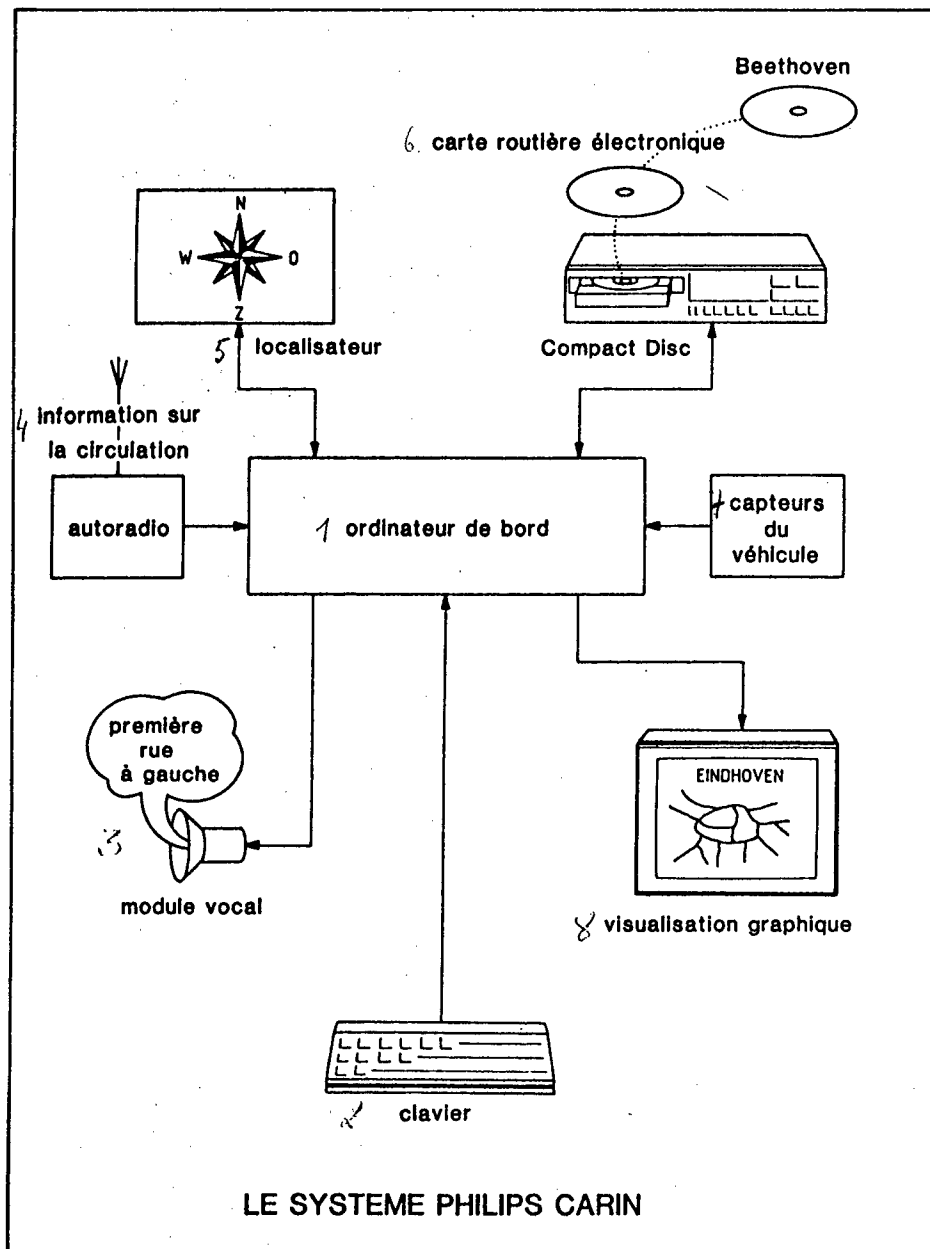 Beethoven
6. carte routière électronique
N
W O
Z
5 localisateur
Compact Disc
4 information sur
la circulation
autoradio
1 ordinateur de bord
7 capteurs
du
véhicule
première
rue
à gauche
3
module vocal
EINDHOVEN
8 visualisation graphique
2 clavier
LE SYSTEME PHILIPS CARIN